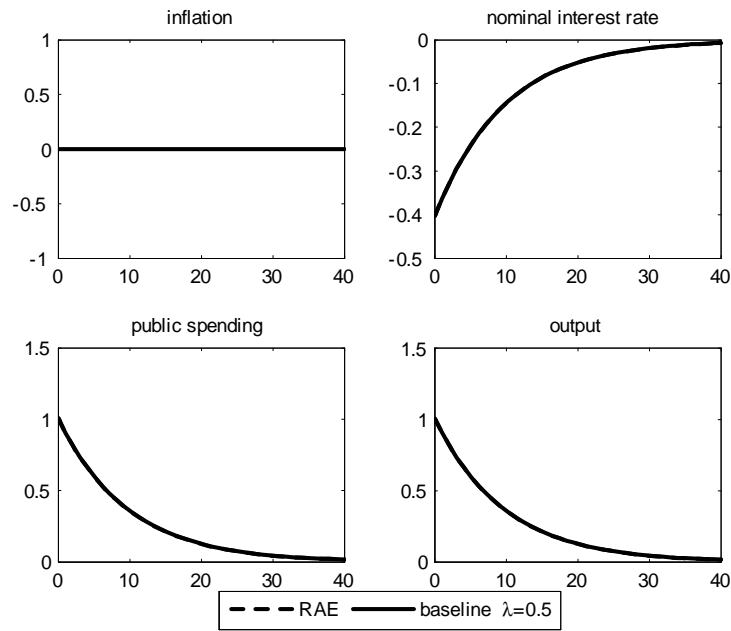 inflation
1
0.5
0
-0.5
-1
0 10 20 30 40
nominal interest rate
0
-0.1
-0.2
-0.3
-0.4
-0.5
0 10 20 30 40
public spending
1.5
1
0.5
0
0 10 20 30 40
output
1.5
1
0.5
0
0 10 20 30 40
RAE baseline λ=0.5